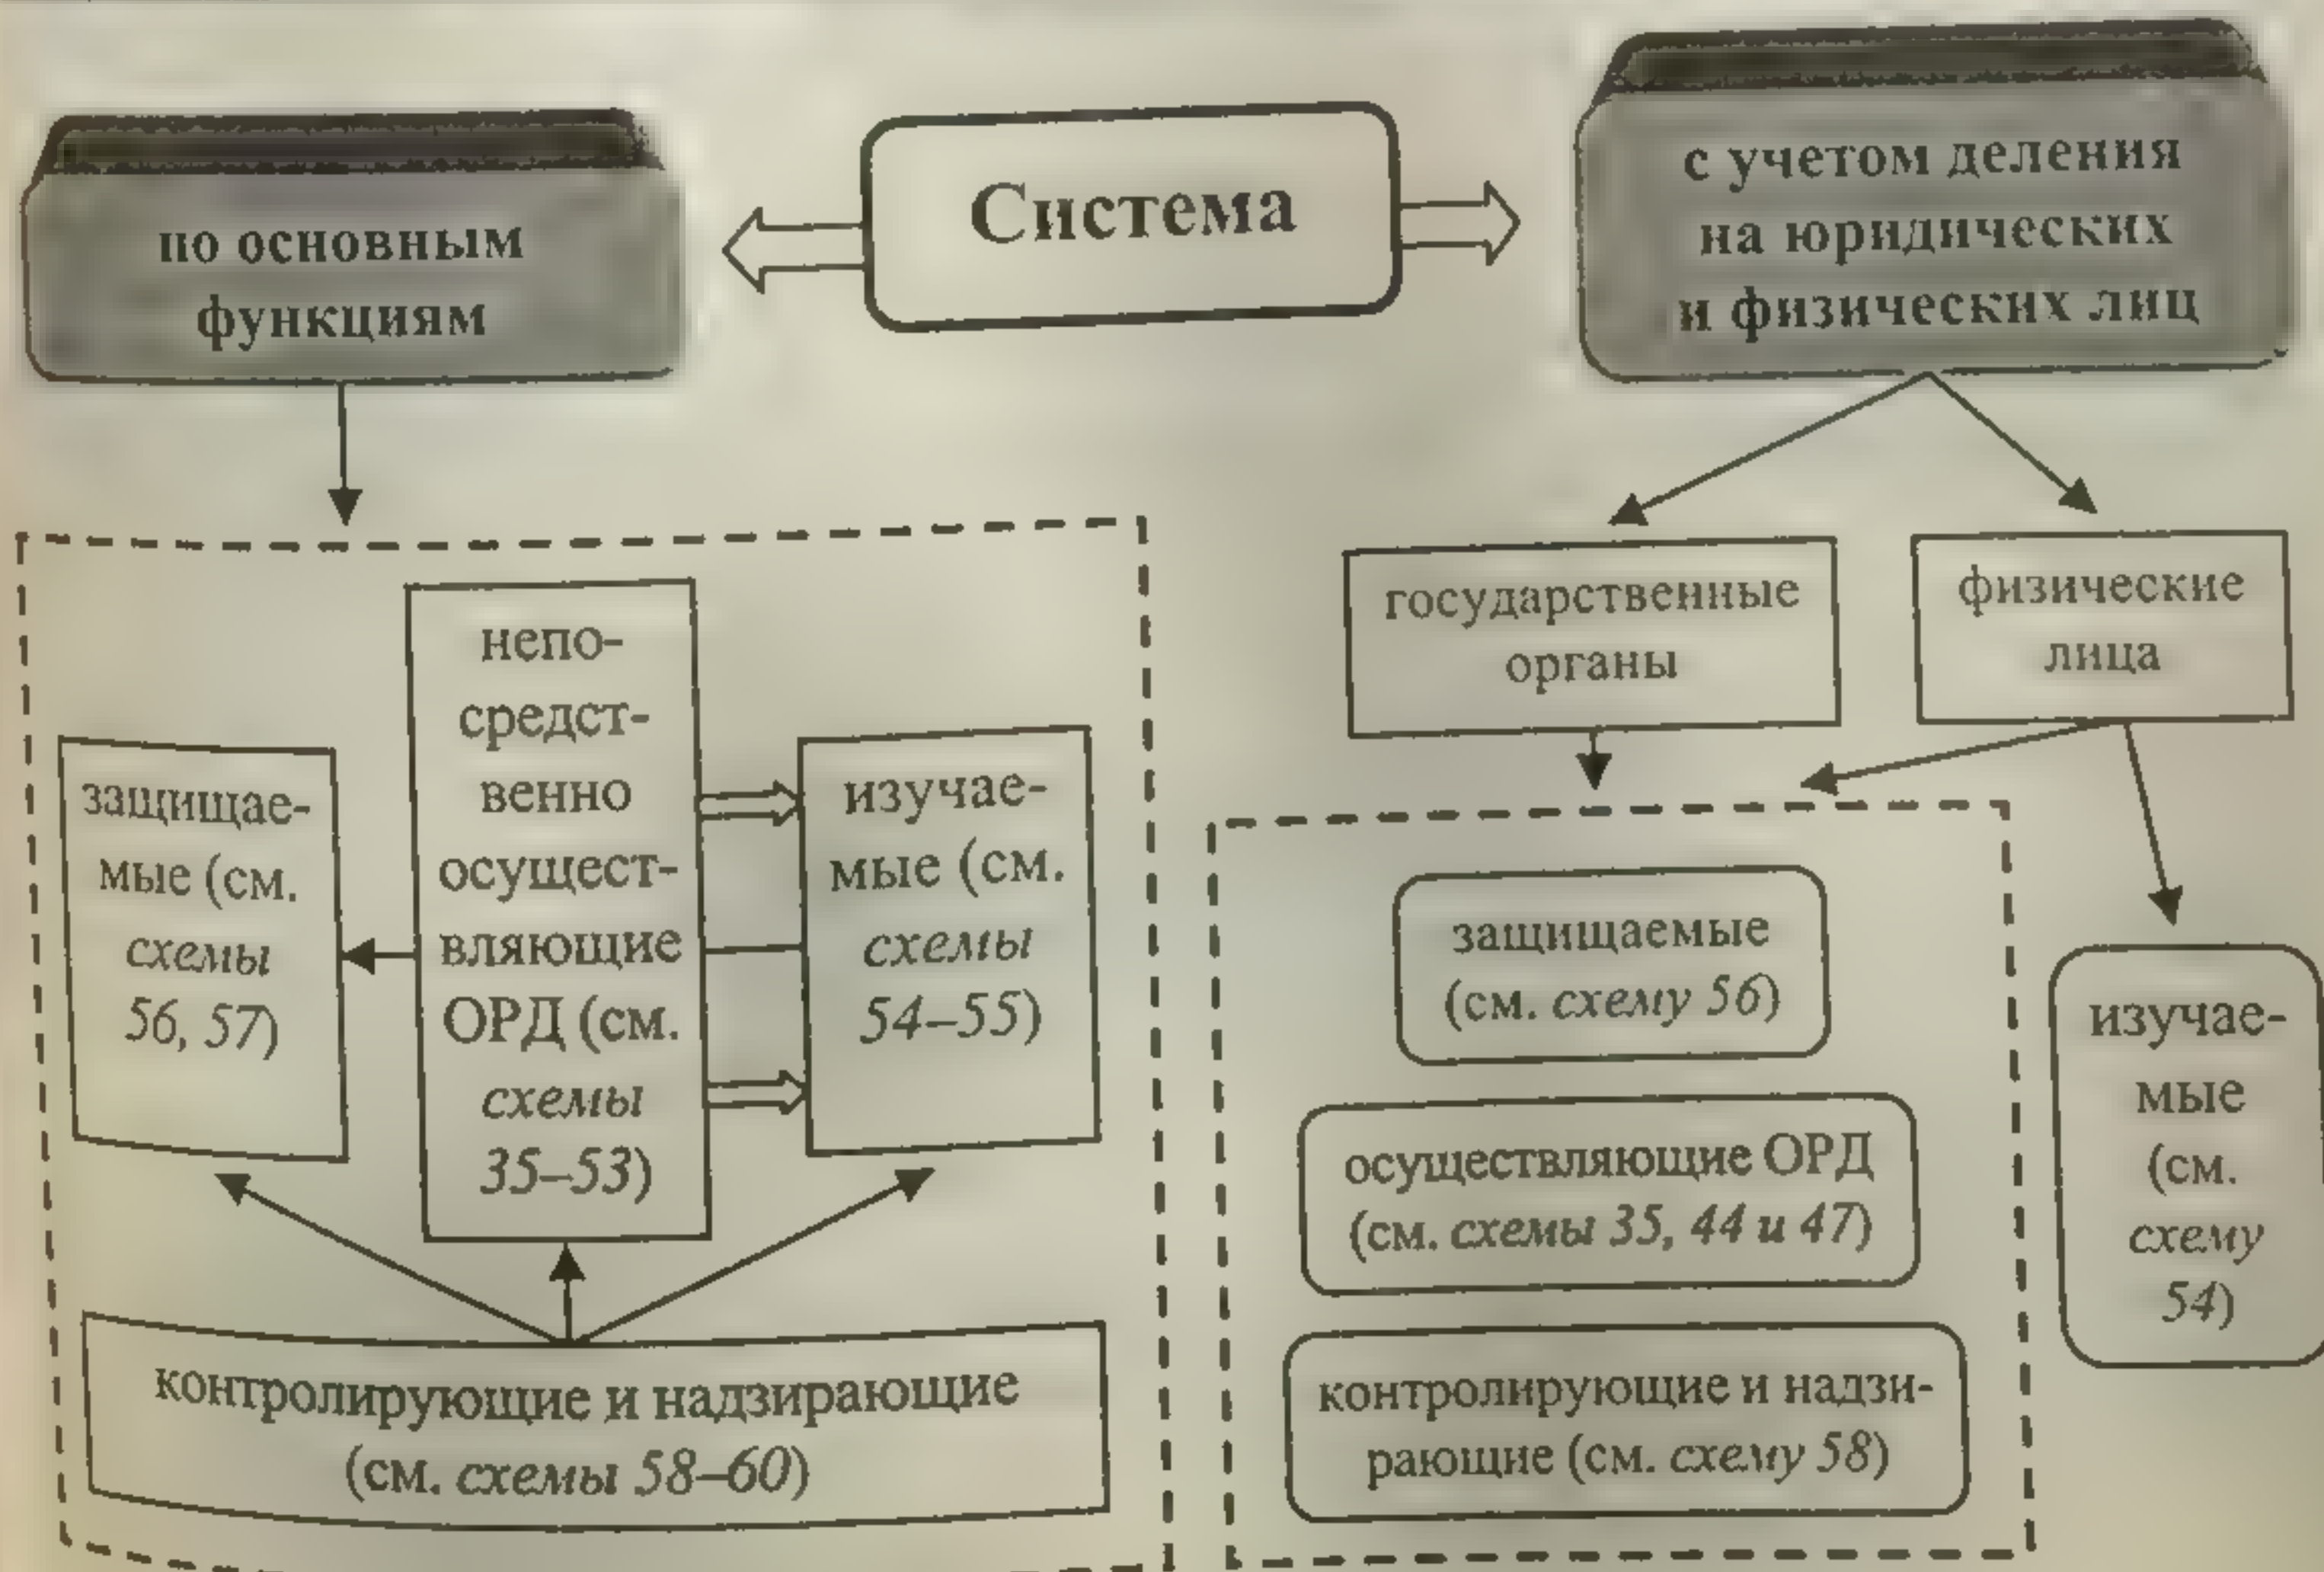 Система
по основным
функциям
с учетом деления
на юридических
и физических лиц
защищае-
мые (см.
схемы
56, 57)
непо-
средст-
венно
осущест-
вляющие
ОРД (см.
схемы
35–53)
изучае-
мые (см.
схемы
54–55)
контролирующие и надзирающие
(см. схемы 58–60)
государственные
органы
физические
лица
защищаемые
(см. схему 56)
осуществляющие ОРД
(см. схемы 35, 44 и 47)
контролирующие и надзи-
рающие (см. схему 58)
изучае-
мые
(см.
схему
54)